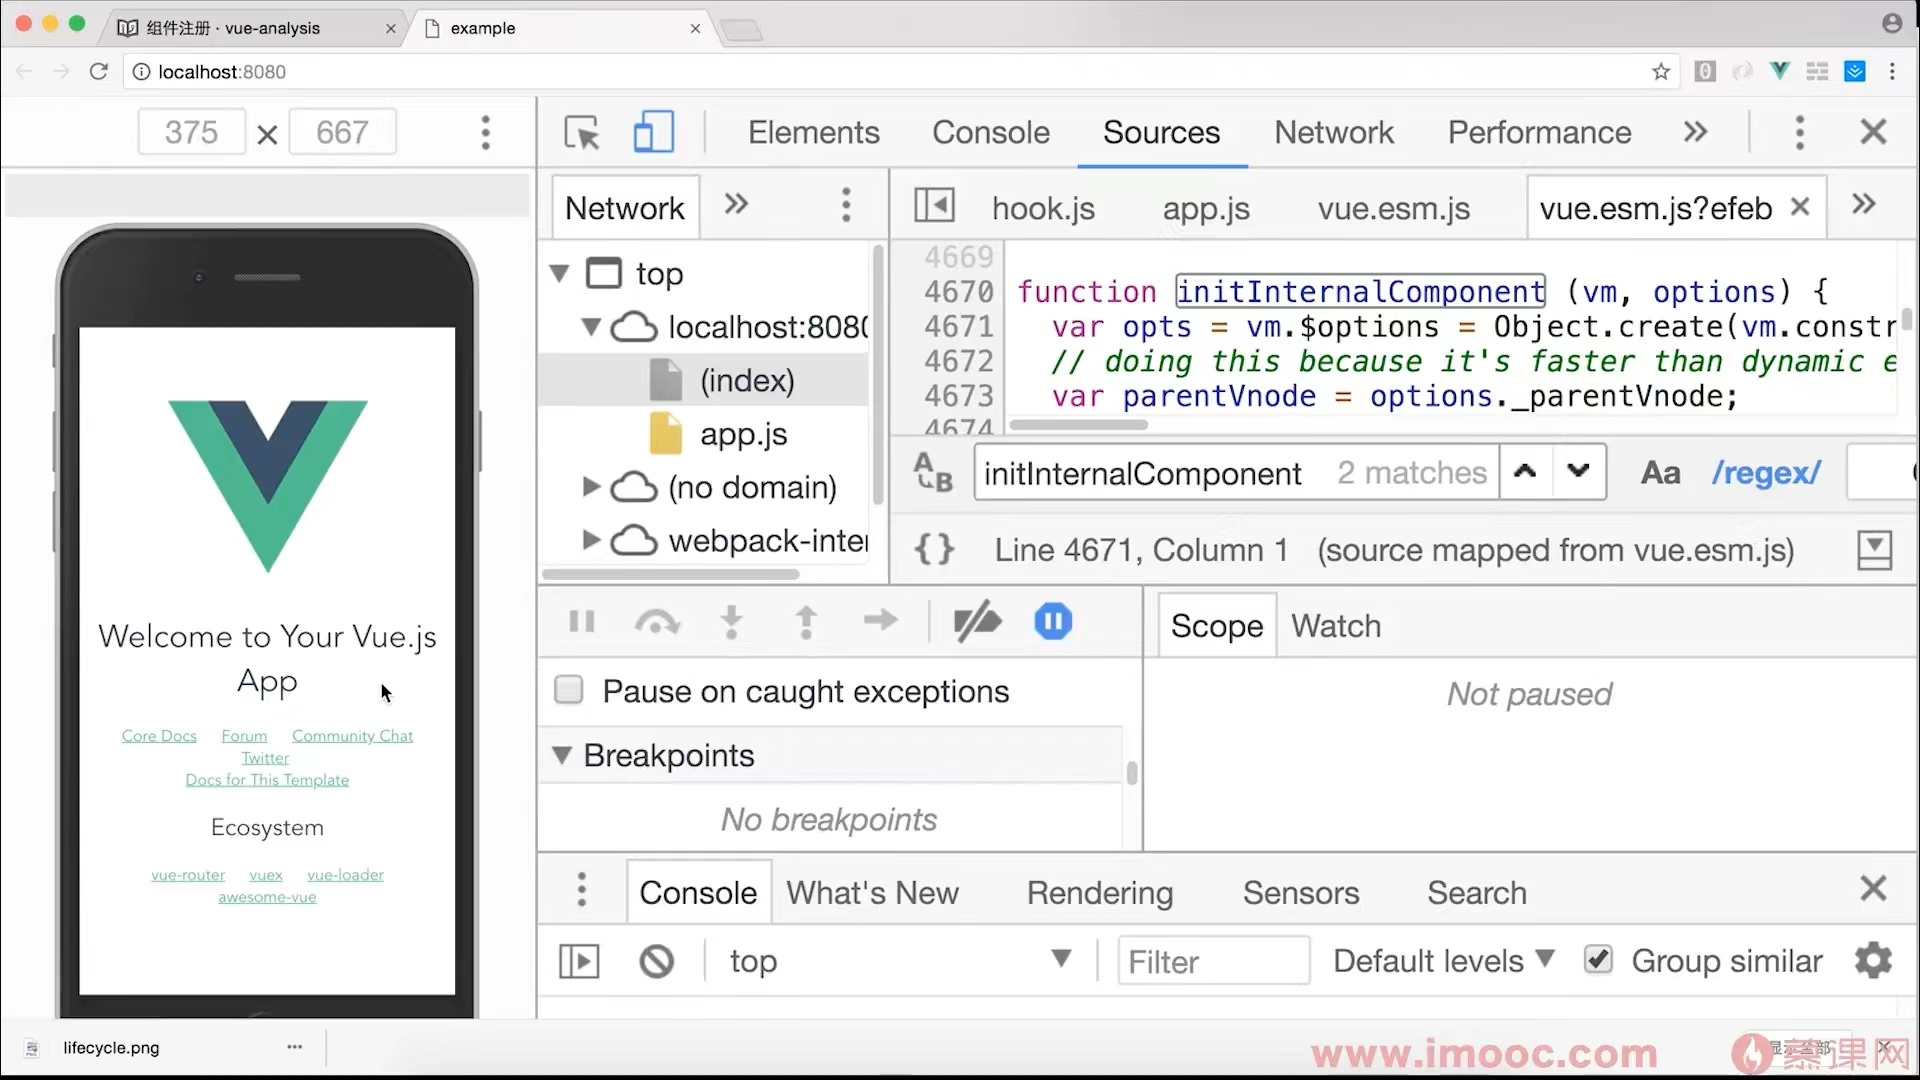 组件注册 · vue-analysis
example
localhost:8080
375 × 667
Elements Console Sources Network Performance
Network
hook.js app.js vue.esm.js vue.esm.js?efeb
top
localhost:8080
(index)
app.js
(no domain)
webpack-inter
4669
4670 function initInternalComponent (vm, options) {
4671 var opts = vm.$options = Object.create(vm.constr
4672 // doing this because it's faster than dynamic e
4673 var parentVnode = options._parentVnode;
4674
initInternalComponent 2 matches Aa /regex/
{} Line 4671, Column 1 (source mapped from vue.esm.js)
Scope Watch
Not paused
Pause on caught exceptions
Breakpoints
No breakpoints
Console What's New Rendering Sensors Search
top Filter Default levels Group similar
Welcome to Your Vue.js
App
Core Docs Forum Community Chat
Twitter
Docs for This Template
Ecosystem
vue-router vuex vue-loader
awesome-vue
lifecycle.png
www.imooc.com 慕课网